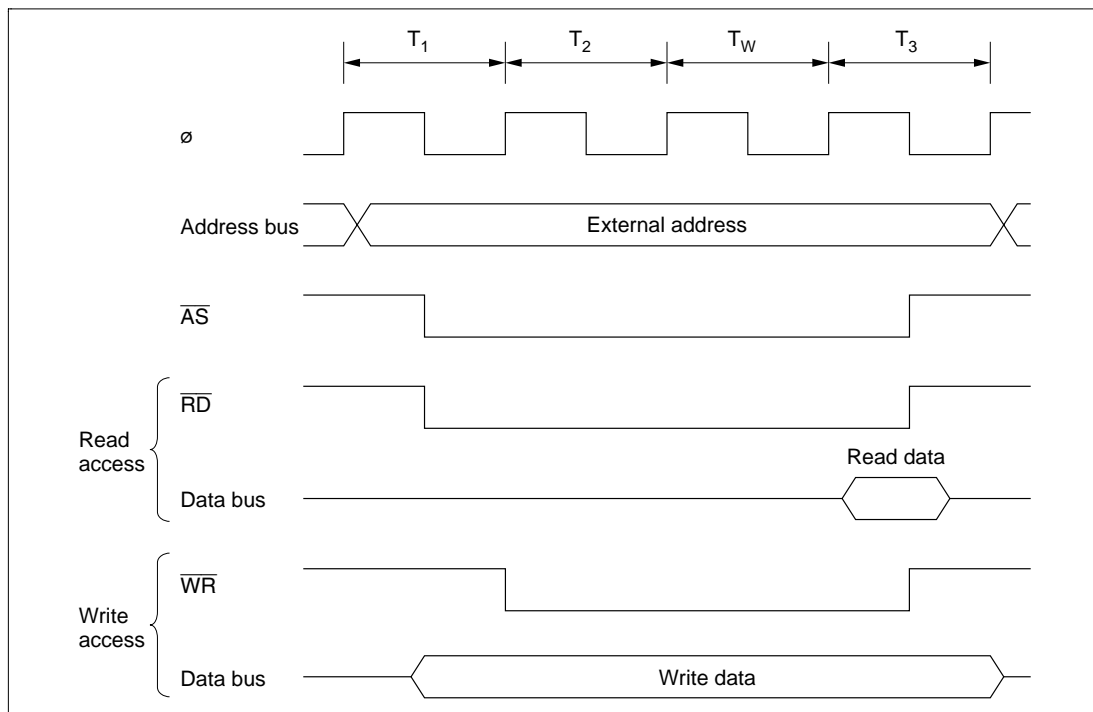 T1 T2 TW T3
ø
Address bus External address
AS
RD
Read data
Read
access
Data bus
WR
Write
access
Data bus Write data